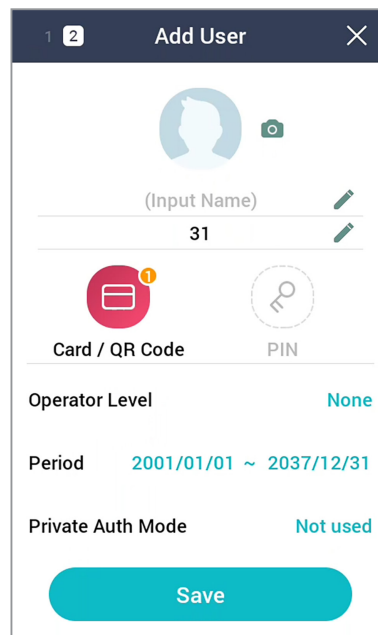 1 2 Add User
(Input Name)
31
1
Card / QR Code PIN
Operator Level None
Period 2001/01/01 ~ 2037/12/31
Private Auth Mode Not used
Save